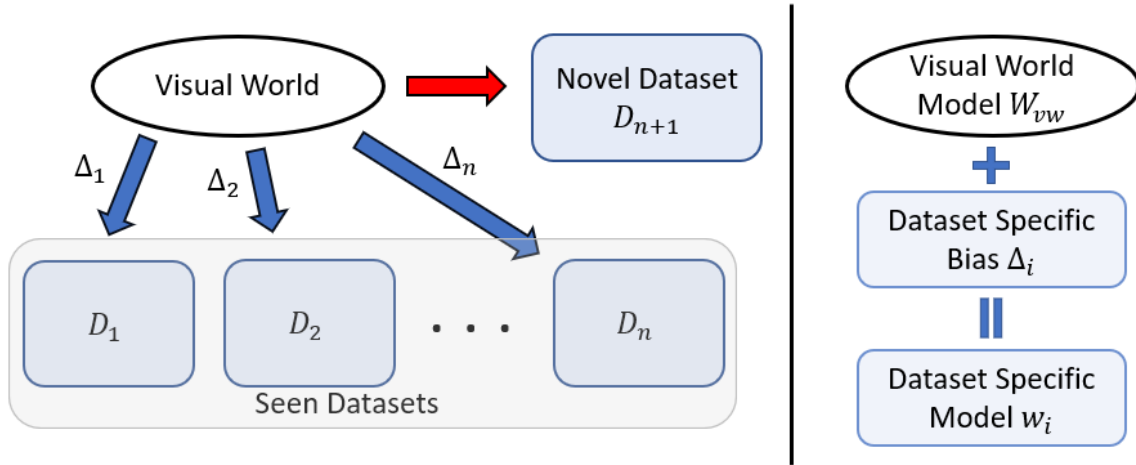 Visual World
Novel Dataset
D_{n+1}
Δ_1
Δ_2
Δ_n
D_1
D_2
. . .
D_n
Seen Datasets
Visual World
Model W_{vw}
+
Dataset Specific
Bias Δ_i
=
Dataset Specific
Model w_i